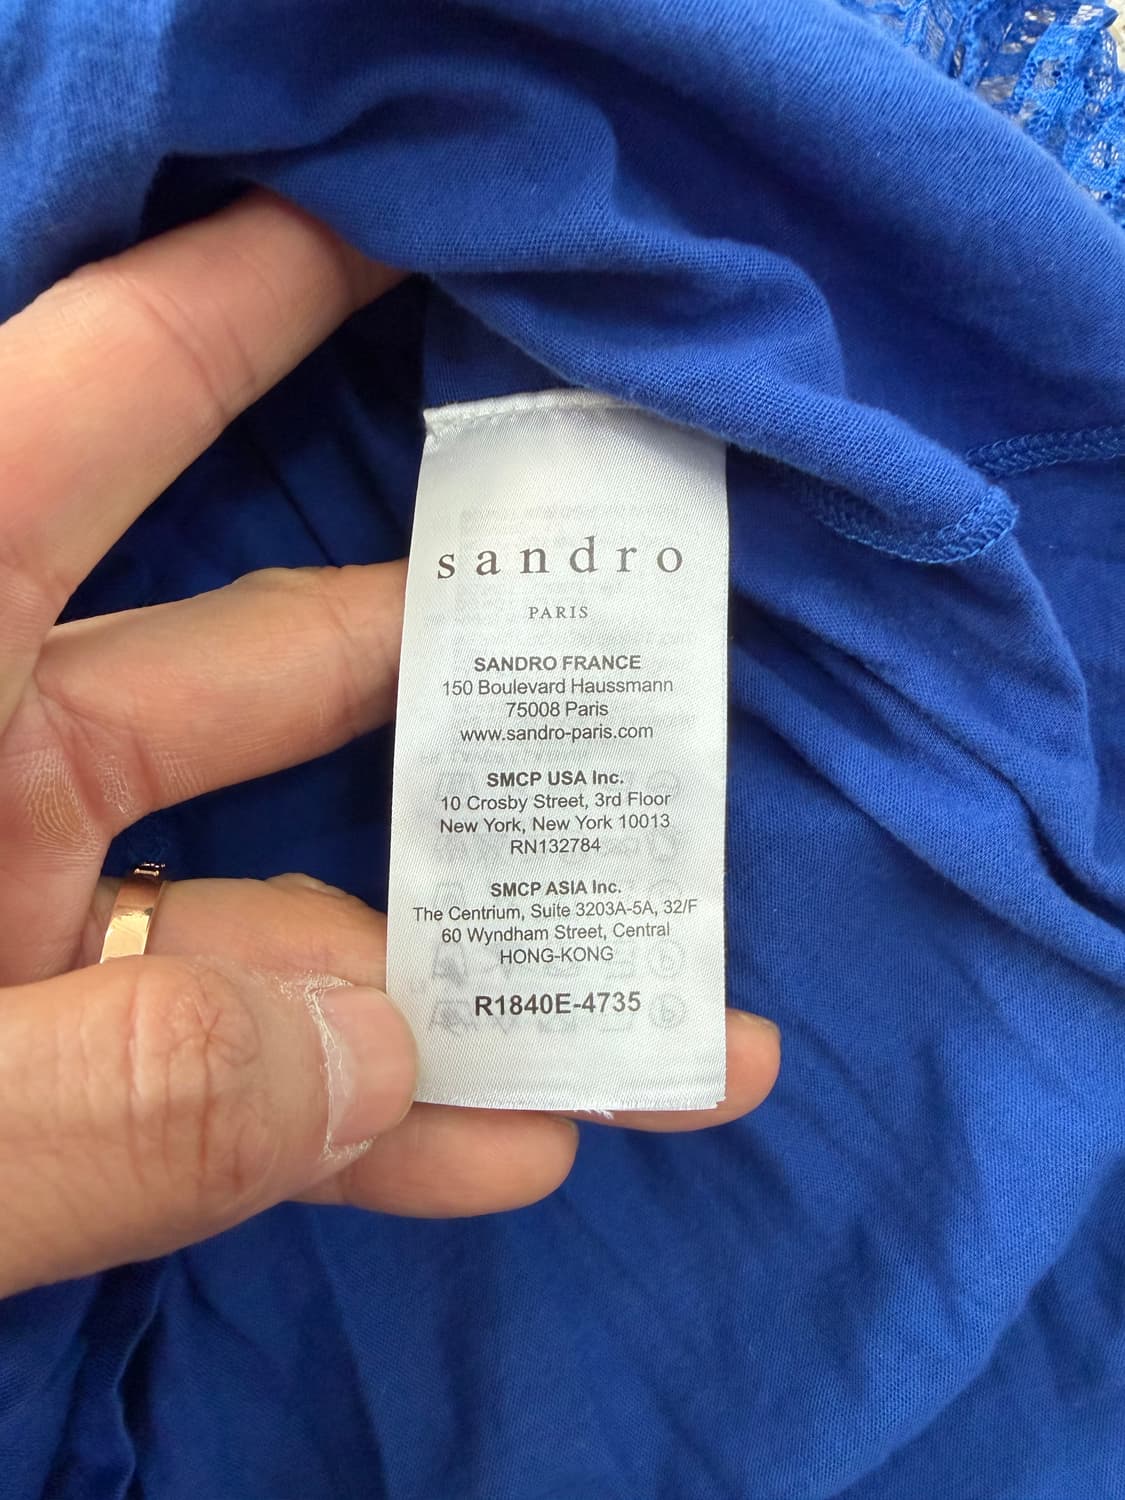 sandro
PARIS
SANDRO FRANCE
150 Boulevard Haussmann
75008 Paris
www.sandro-paris.com
SMCP USA Inc.
10 Crosby Street, 3rd Floor
New York, New York 10013
RN132784
SMCP ASIA Inc.
The Centrium, Suite 3203A-5A, 32/F
60 Wyndham Street, Central
HONG-KONG
R1840E-4735